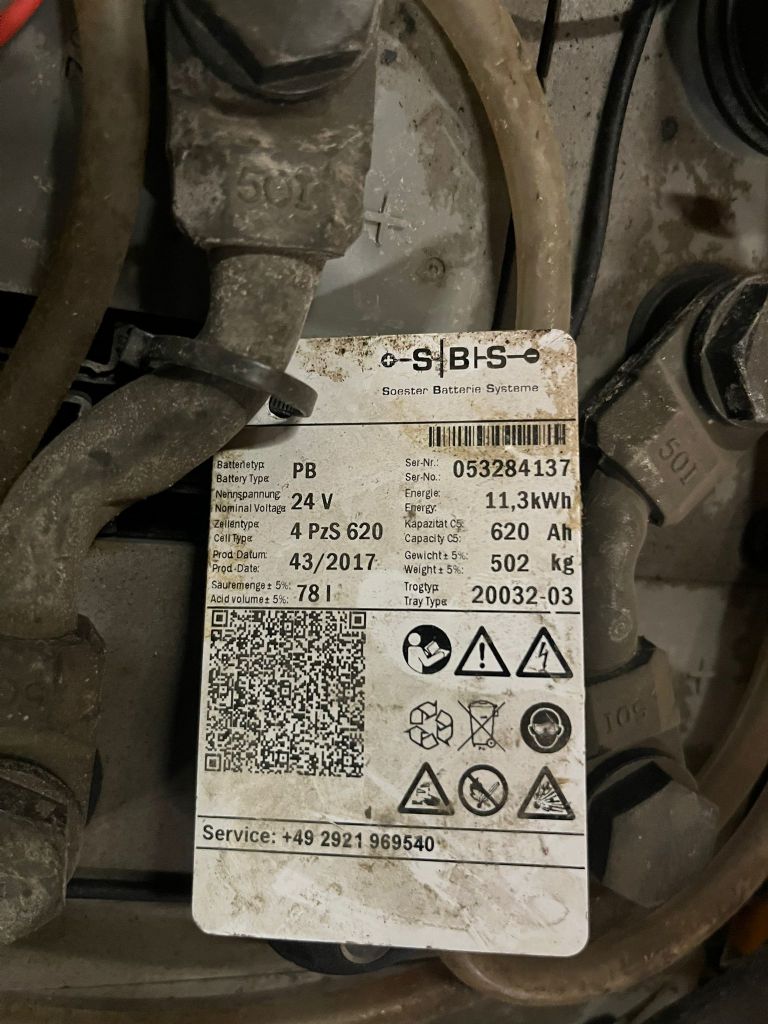 501
+
S|B|S
Soester Batterie Systeme
Batterietyp: PB Ser-Nr.: 053284137
Battery Type: Ser-No.:
Nennspannung: 24 V Energie: 11,3kWh
Nominal Voltage: Energy:
Zellentype: 4 PzS 620 Kapazität C5: 620 Ah
Cell Type: Capacity C5:
Prod. Datum: 43/2017 Gewicht ± 5%: 502 kg
Prod.-Date: Weight ± 5%:
Säuremenge ± 5%: 78 l Trogtyp: 20032-03
Acid volume ± 5%: Tray Type:
Service: +49 2921 969540
501
501